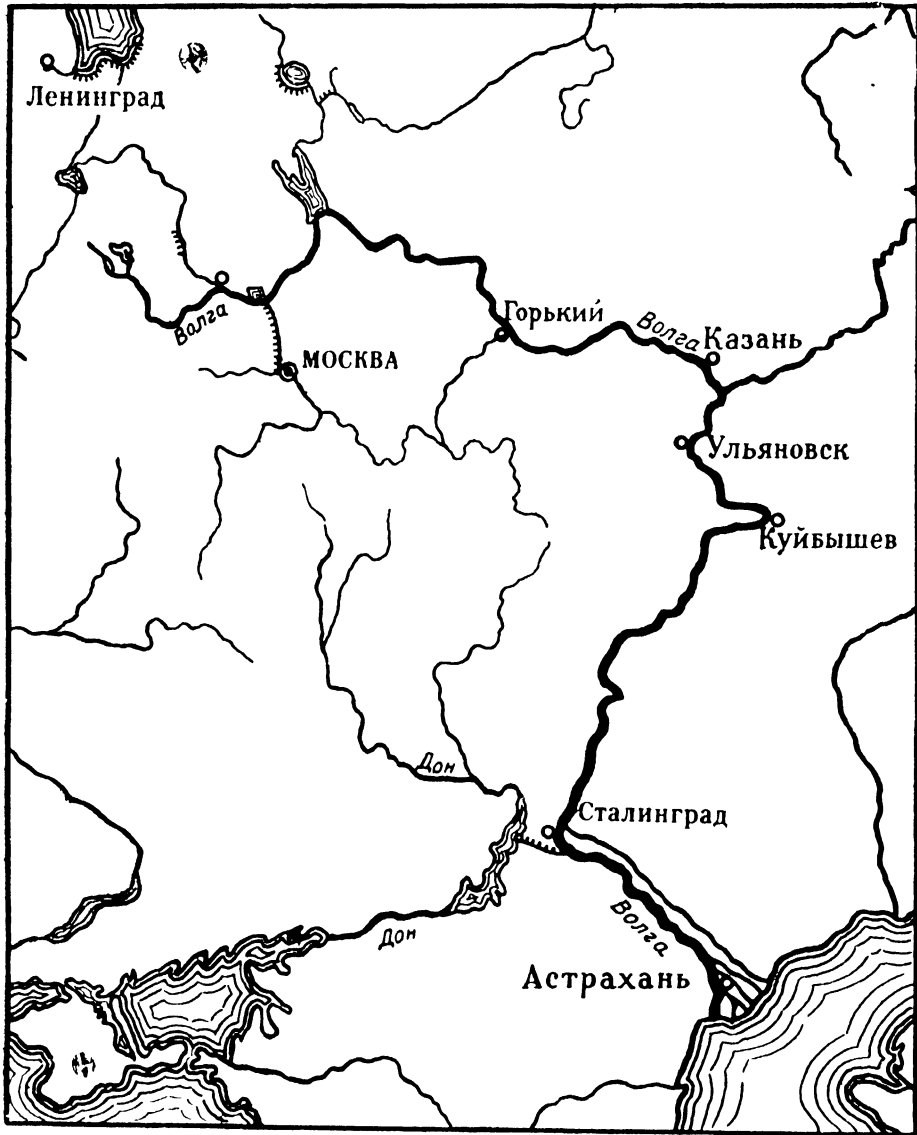 Ленинград
Волга
Горький
Волга
Казань
МОСКВА
Ульяновск
Куйбышев
Дон
Сталинград
Волга
Дон
Астрахань